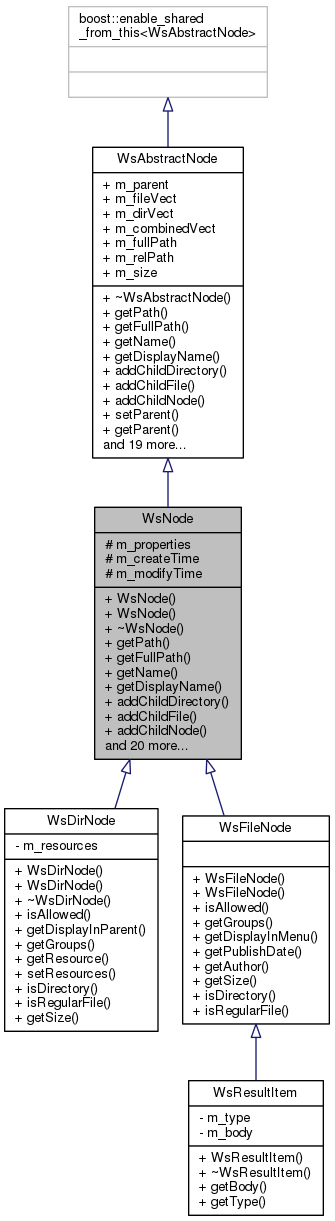 boost::enable_shared
_from_this<WsAbstractNode>
WsAbstractNode
+ m_parent
+ m_fileVect
+ m_dirVect
+ m_combinedVect
+ m_fullPath
+ m_relPath
+ m_size
+ ~WsAbstractNode()
+ getPath()
+ getFullPath()
+ getName()
+ getDisplayName()
+ addChildDirectory()
+ addChildFile()
+ addChildNode()
+ setParent()
+ getParent()
and 19 more...
WsNode
# m_properties
# m_createTime
# m_modifyTime
+ WsNode()
+ WsNode()
+ ~WsNode()
+ getPath()
+ getFullPath()
+ getName()
+ getDisplayName()
+ addChildDirectory()
+ addChildFile()
+ addChildNode()
and 20 more...
WsDirNode
- m_resources
+ WsDirNode()
+ WsDirNode()
+ ~WsDirNode()
+ isAllowed()
+ getDisplayInParent()
+ getGroups()
+ getResource()
+ setResources()
+ isDirectory()
+ isRegularFile()
+ getSize()
WsFileNode
+ WsFileNode()
+ WsFileNode()
+ isAllowed()
+ getGroups()
+ getDisplayInMenu()
+ getPublishDate()
+ getAuthor()
+ getSize()
+ isDirectory()
+ isRegularFile()
WsResultItem
- m_type
- m_body
+ WsResultItem()
+ ~WsResultItem()
+ getBody()
+ getType()